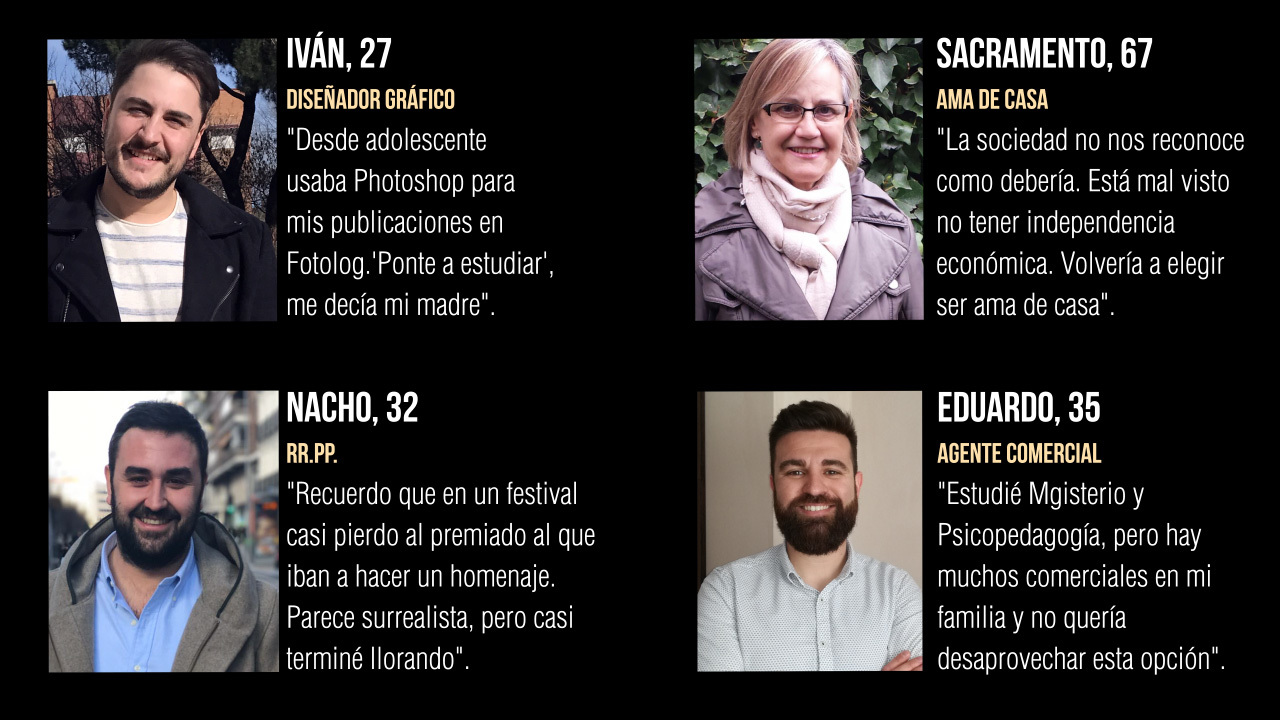 IVÁN, 27
DISEÑADOR GRÁFICO
"Desde adolescente
usaba Photoshop para
mis publicaciones en
Fotolog.'Ponte a estudiar',
me decía mi madre".
SACRAMENTO, 67
AMA DE CASA
"La sociedad no nos reconoce
como debería. Está mal visto
no tener independencia
económica. Volvería a elegir
ser ama de casa".
NACHO, 32
RR.PP.
"Recuerdo que en un festival
casi pierdo al premiado al que
iban a hacer un homenaje.
Parece surrealista, pero casi
terminé llorando".
EDUARDO, 35
AGENTE COMERCIAL
"Estudié Mgisterio y
Psicopedagogía, pero hay
muchos comerciales en mi
familia y no quería
desaprovechar esta opción".